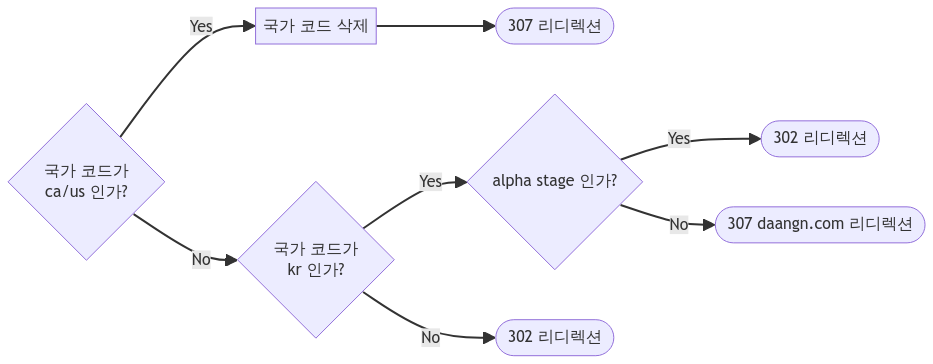 국가 코드가
ca/us 인가?
Yes
국가 코드 삭제
307 리디렉션
No
국가 코드가
kr 인가?
Yes
alpha stage 인가?
Yes
302 리디렉션
No
307 daangn.com 리디렉션
No
302 리디렉션